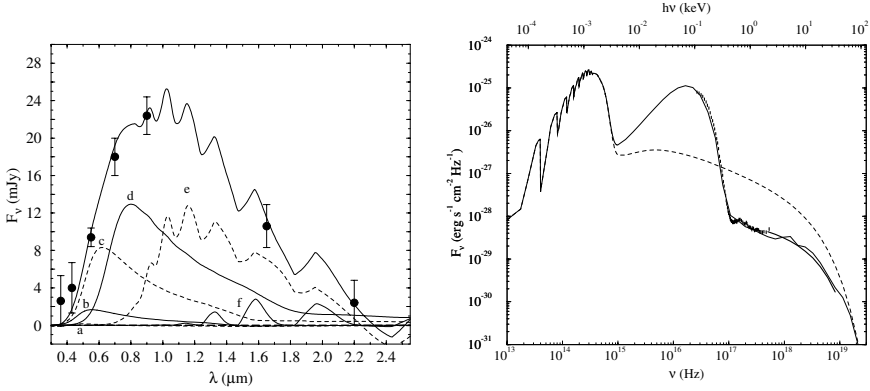 28
24
20
16
12
8
4
0
F_ν (mJy)
a
b
c
d
e
f
0.4 0.6 0.8 1.0 1.2 1.4 1.6 1.8 2.0 2.2 2.4
λ (μm)
hν (keV)
10^-4 10^-3 10^-2 10^-1 10^0 10^1 10^2
10^-24
10^-25
10^-26
10^-27
10^-28
10^-29
10^-30
10^-31
F_ν (erg s^-1 cm^-2 Hz^-1)
10^13 10^14 10^15 10^16 10^17 10^18 10^19
ν (Hz)